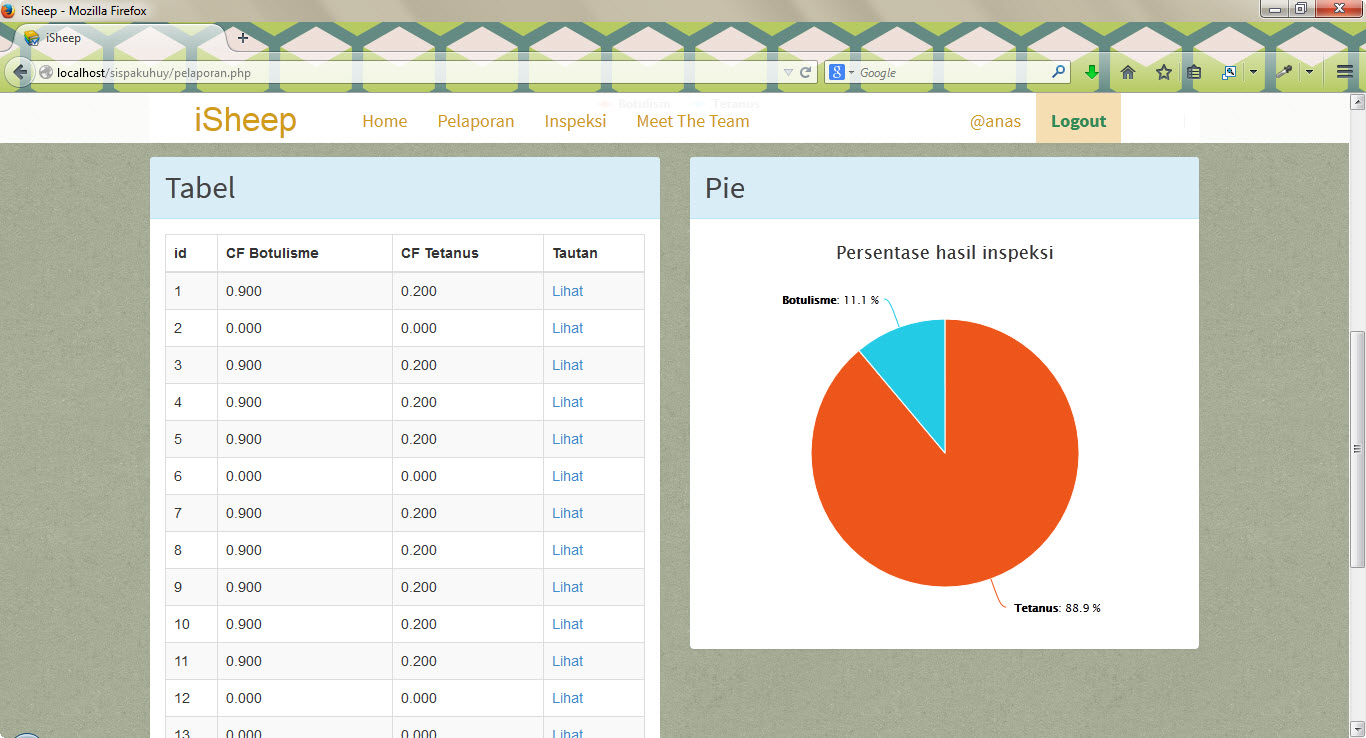 iSheep - Mozilla Firefox
iSheep
localhost/sispakuhuy/pelaporan.php
Google
Botulism Tetanus
iSheep Home Pelaporan Inspeksi Meet The Team @anas Logout
Tabel
id CF Botulisme CF Tetanus Tautan
1 0.900 0.200 Lihat
2 0.000 0.000 Lihat
3 0.900 0.200 Lihat
4 0.900 0.200 Lihat
5 0.900 0.200 Lihat
6 0.000 0.000 Lihat
7 0.900 0.200 Lihat
8 0.900 0.200 Lihat
9 0.900 0.200 Lihat
10 0.900 0.200 Lihat
11 0.900 0.200 Lihat
12 0.000 0.000 Lihat
13 0.000 0.000 Lihat
Pie
Persentase hasil inspeksi
Botulisme: 11.1 %
Tetanus: 88.9 %